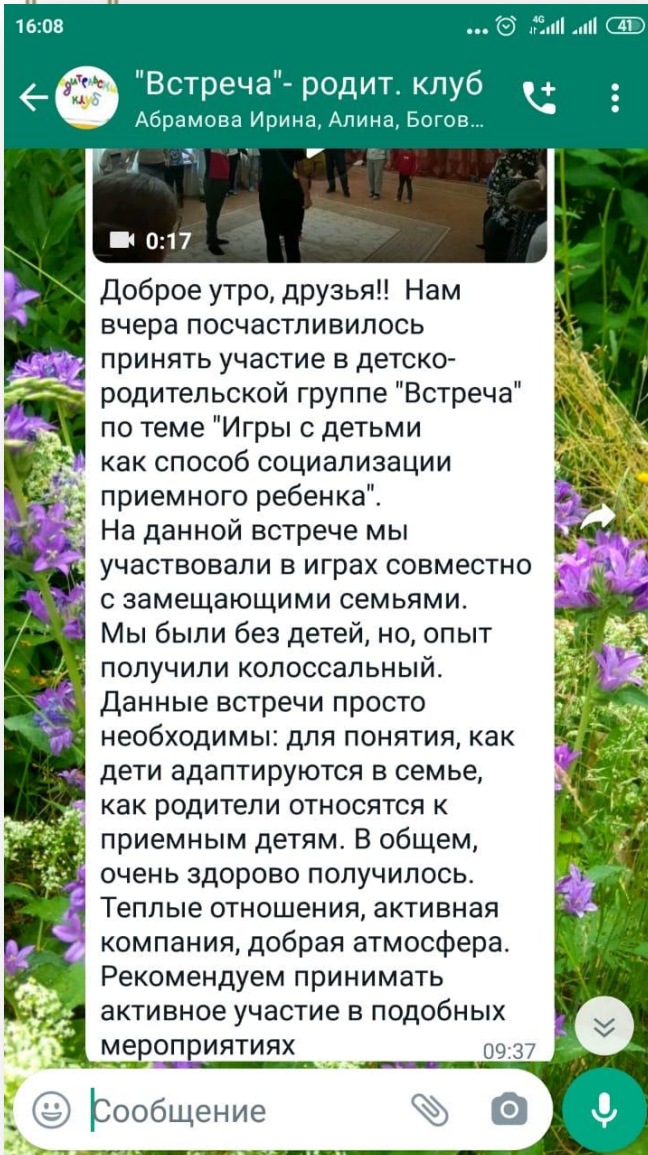 16:08
4G
41
"Встреча"- родит. клуб
Абрамова Ирина, Алина, Богов...
клуб
0:17
Доброе утро, друзья!! Нам
вчера посчастливилось
принять участие в детско-
родительской группе "Встреча"
по теме "Игры с детьми
как способ социализации
приемного ребенка".
На данной встрече мы
участвовали в играх совместно
с замещающими семьями.
Мы были без детей, но, опыт
получили колоссальный.
Данные встречи просто
необходимы: для понятия, как
дети адаптируются в семье,
как родители относятся к
приемным детям. В общем,
очень здорово получилось.
Теплые отношения, активная
компания, добрая атмосфера.
Рекомендуем принимать
активное участие в подобных
мероприятиях
09:37
Сообщение